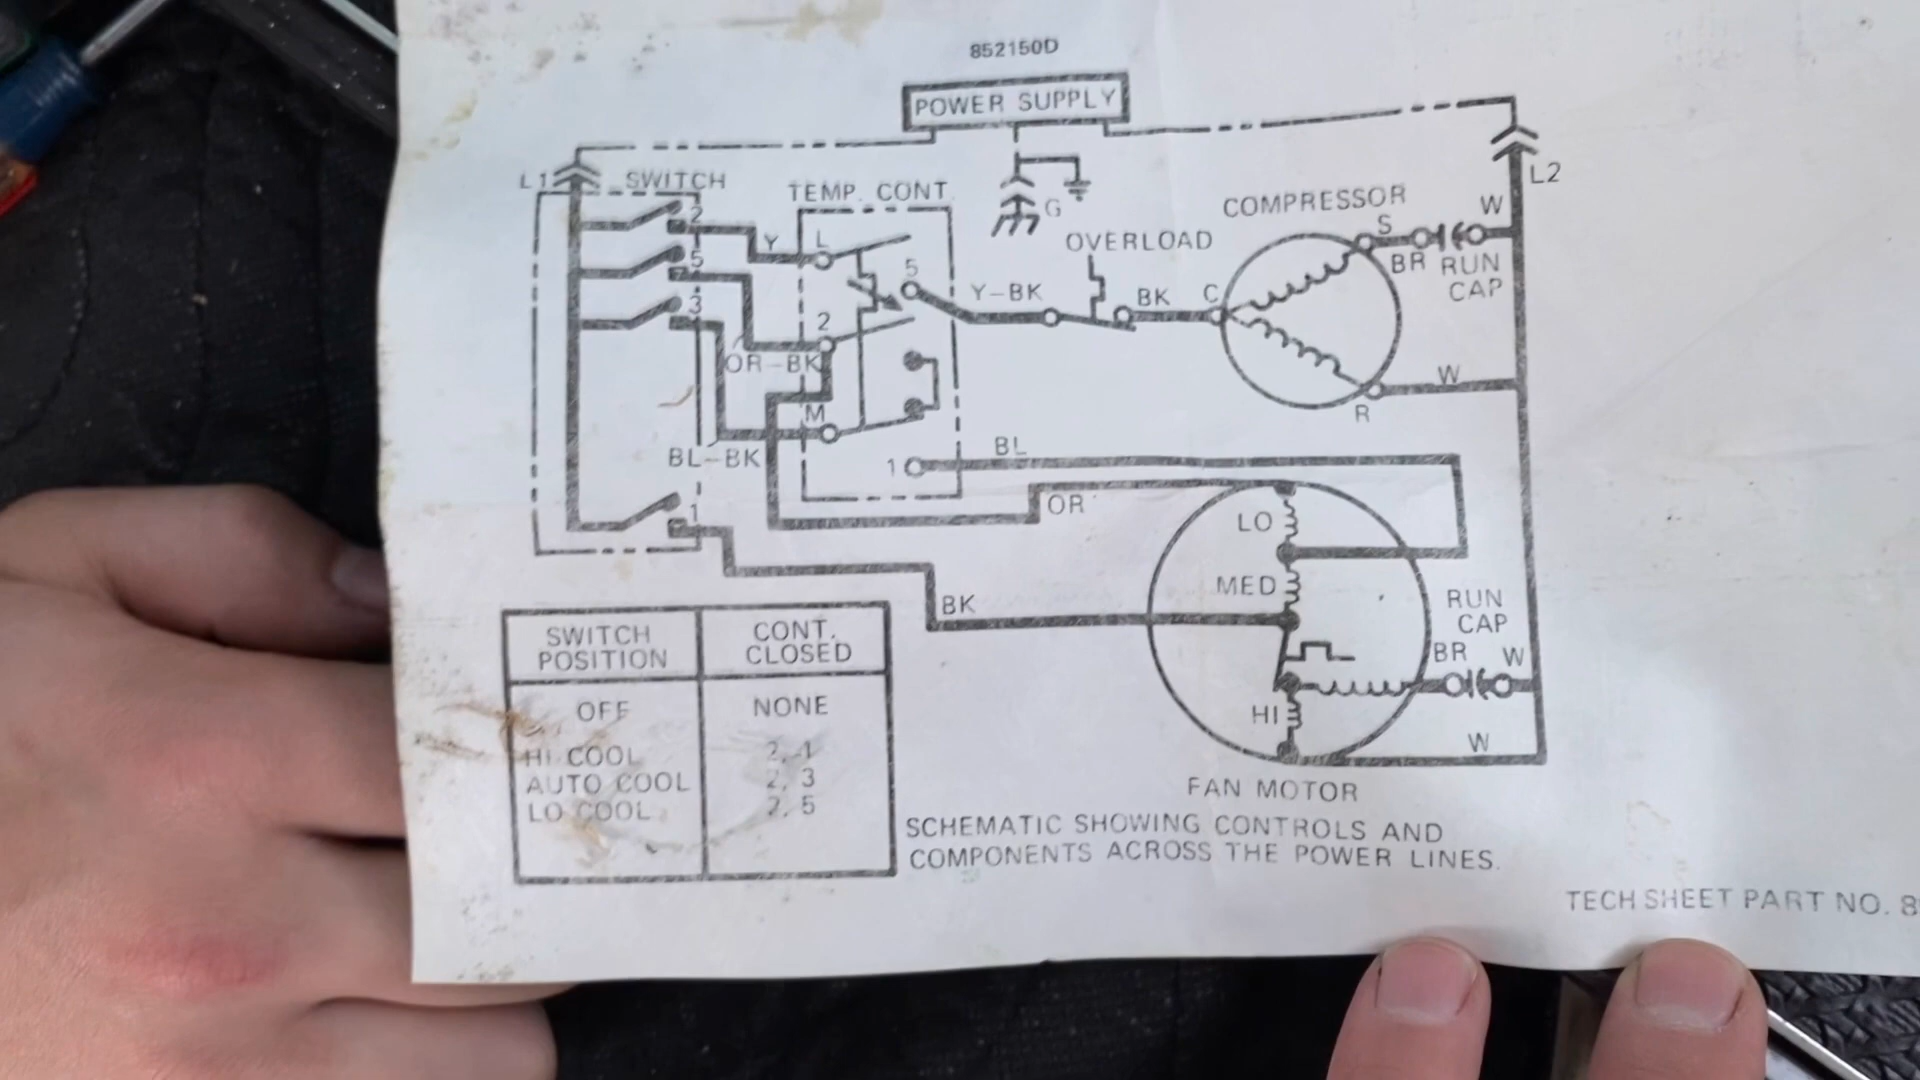 852150D
POWER SUPPLY
L1
SWITCH
TEMP. CONT.
L2
G
COMPRESSOR
W
S
2
Y
L
OVERLOAD
BR
RUN
CAP
5
5
Y-BK
BK
C
3
2
OR-BK
W
R
M
BL-BK
1
BL
OR
LO
1
MED
BK
RUN
CAP
BR
W
HI
W
FAN MOTOR
SWITCH
POSITION
CONT.
CLOSED
OFF
NONE
HI COOL
2, 1
AUTO COOL
2, 3
LO COOL
2, 5
SCHEMATIC SHOWING CONTROLS AND
COMPONENTS ACROSS THE POWER LINES.
TECH SHEET PART NO. 8